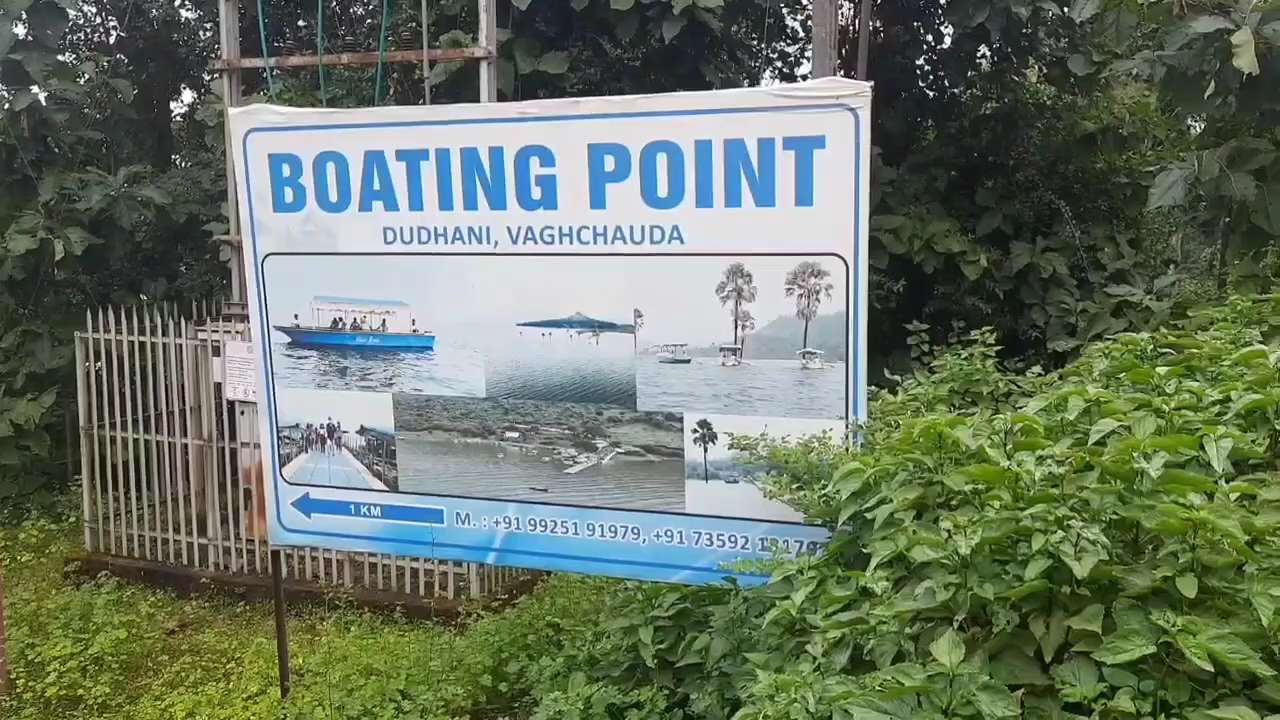 BOATING POINT
DUDHANI, VAGHCHAUDA
1 KM
M. : +91 99251 91979, +91 73592